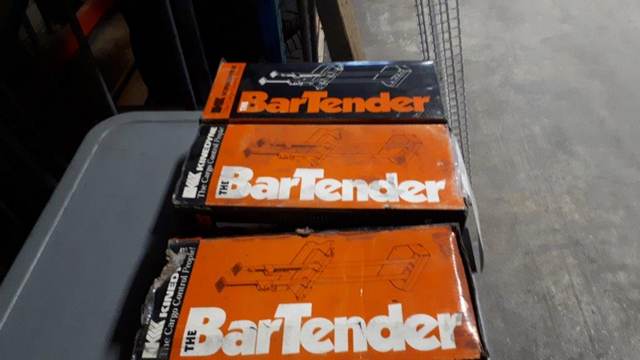 THE BARTENDER
KINEDYNE
The Cargo Control People!
THE BARTENDER
KINEDYNE
The Cargo Control People!
THE BARTENDER